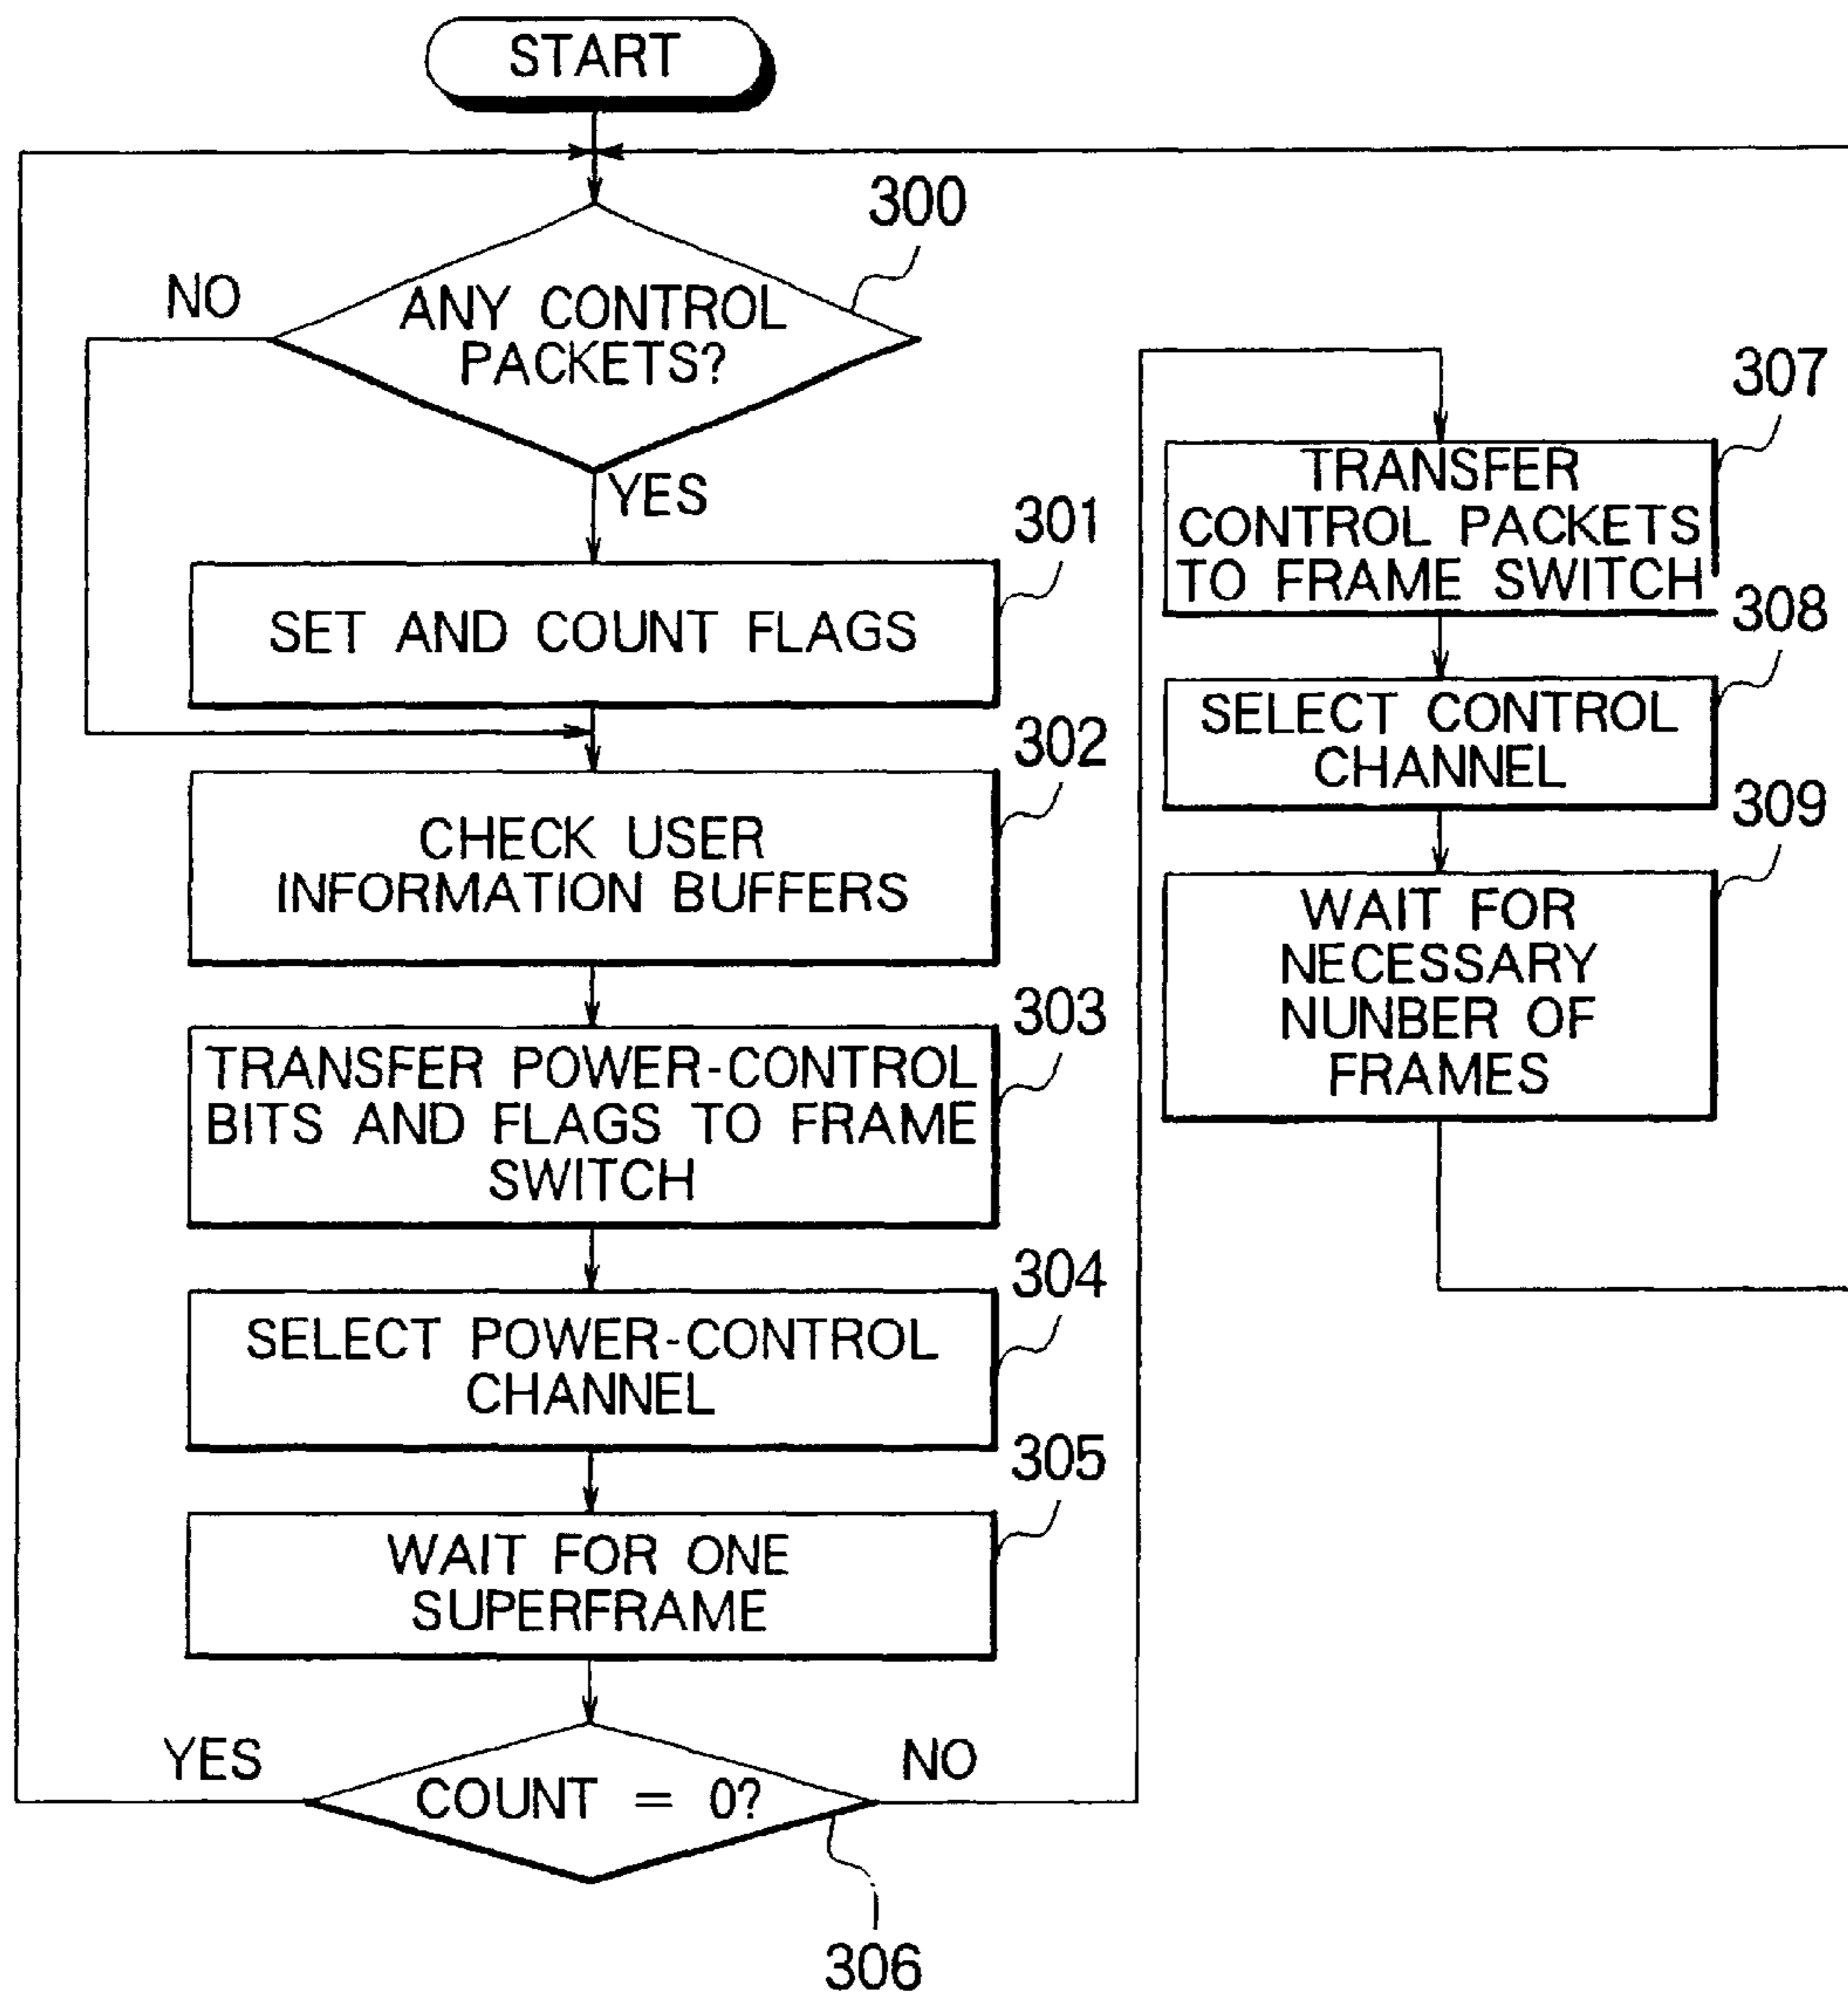 START
300
NO
ANY CONTROL
PACKETS?
YES
301
SET AND COUNT FLAGS
302
CHECK USER
INFORMATION BUFFERS
303
TRANSFER POWER-CONTROL
BITS AND FLAGS TO FRAME
SWITCH
304
SELECT POWER-CONTROL
CHANNEL
305
WAIT FOR ONE
SUPERFRAME
YES
NO
COUNT = 0?
306
307
TRANSFER
CONTROL PACKETS
TO FRAME SWITCH
308
SELECT CONTROL
CHANNEL
309
WAIT FOR
NECESSARY
NUNBER OF
FRAMES